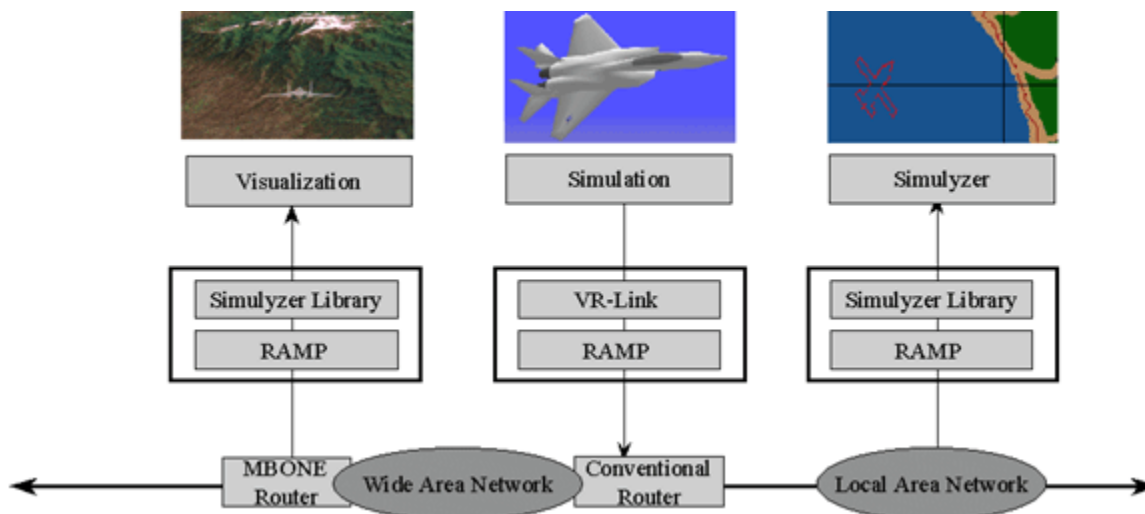 Visualization
Simulation
Simulyzer
Simulyzer Library
VR-Link
Simulyzer Library
RAMP
RAMP
RAMP
MBONE
Router
Wide Area Network
Conventional
Router
Local Area Network